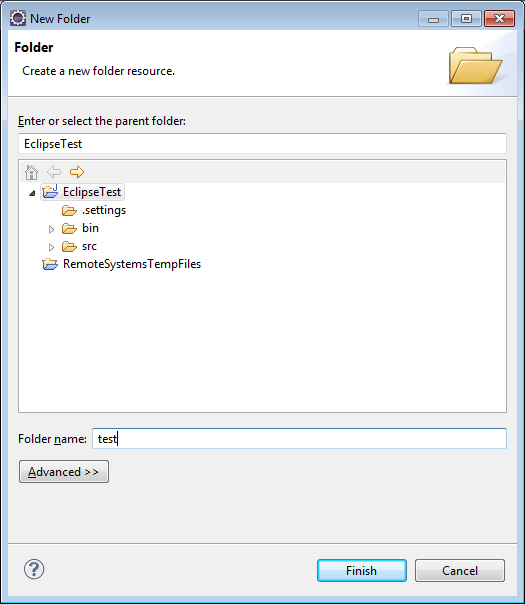 New Folder
Folder
Create a new folder resource.
Enter or select the parent folder:
EclipseTest
EclipseTest
.settings
bin
src
RemoteSystemsTempFiles
Folder name: test
Advanced >>
Finish Cancel